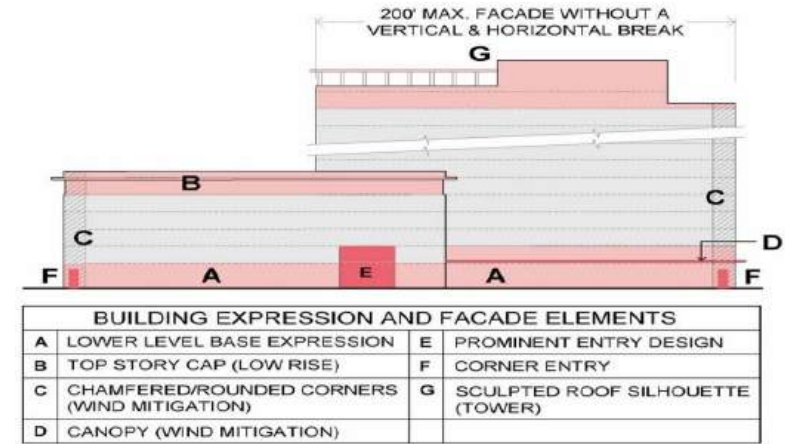 200' MAX. FACADE WITHOUT A
VERTICAL & HORIZONTAL BREAK
G
B
C
C
D
F
A
E
A
F
BUILDING EXPRESSION AND FACADE ELEMENTS
A LOWER LEVEL BASE EXPRESSION E PROMINENT ENTRY DESIGN
B TOP STORY CAP (LOW RISE) F CORNER ENTRY
C CHAMFERED/ROUNDED CORNERS G SCULPTED ROOF SILHOUETTE
(WIND MITIGATION) (TOWER)
D CANOPY (WIND MITIGATION)